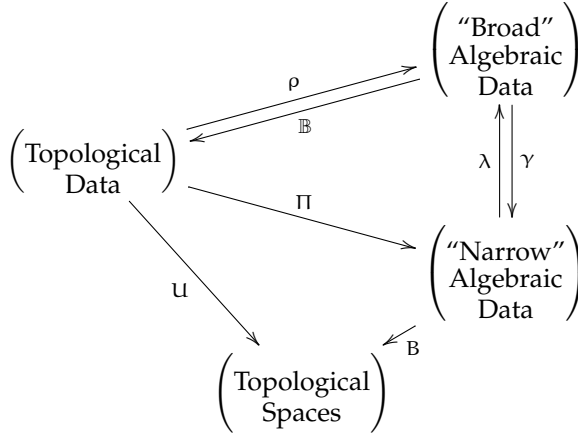 “Broad”
Algebraic
Data
ρ
𝔹
Topological
Data
λ
γ
Π
“Narrow”
Algebraic
Data
U
B
Topological
Spaces